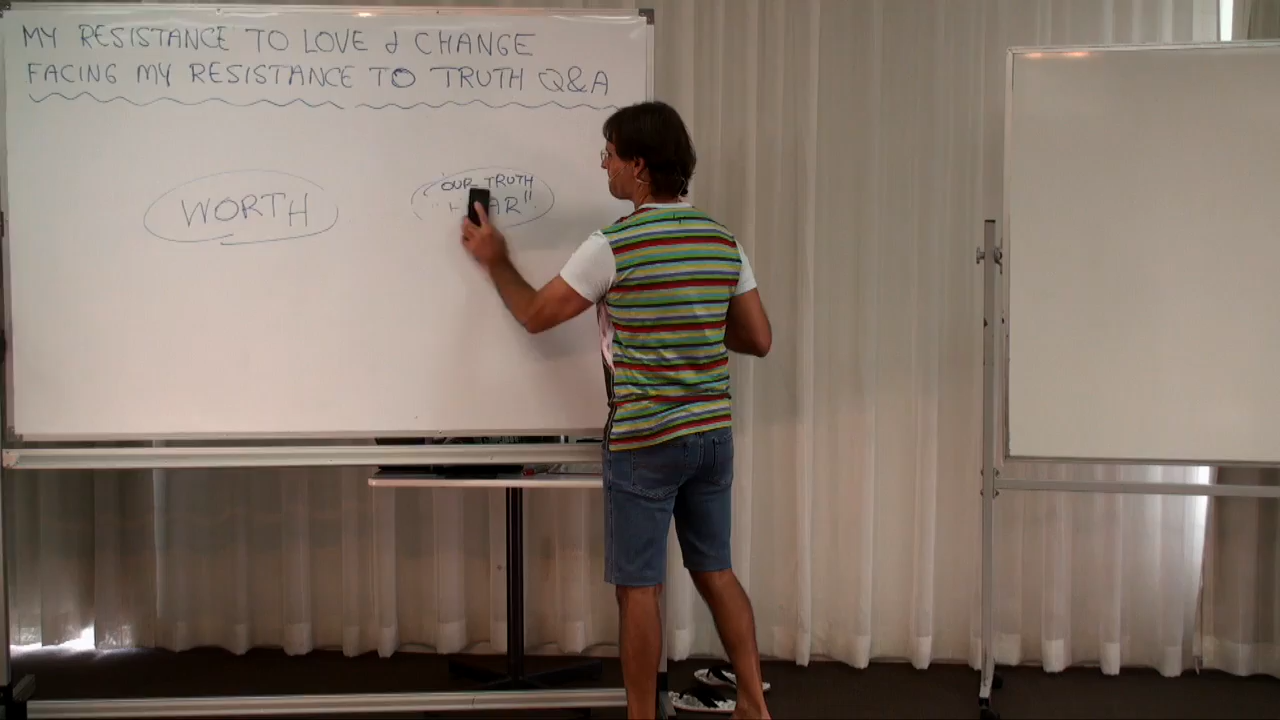 MY RESISTANCE TO LOVE & CHANGE
FACING MY RESISTANCE TO TRUTH Q&A
WORTH
OUR TRUTH